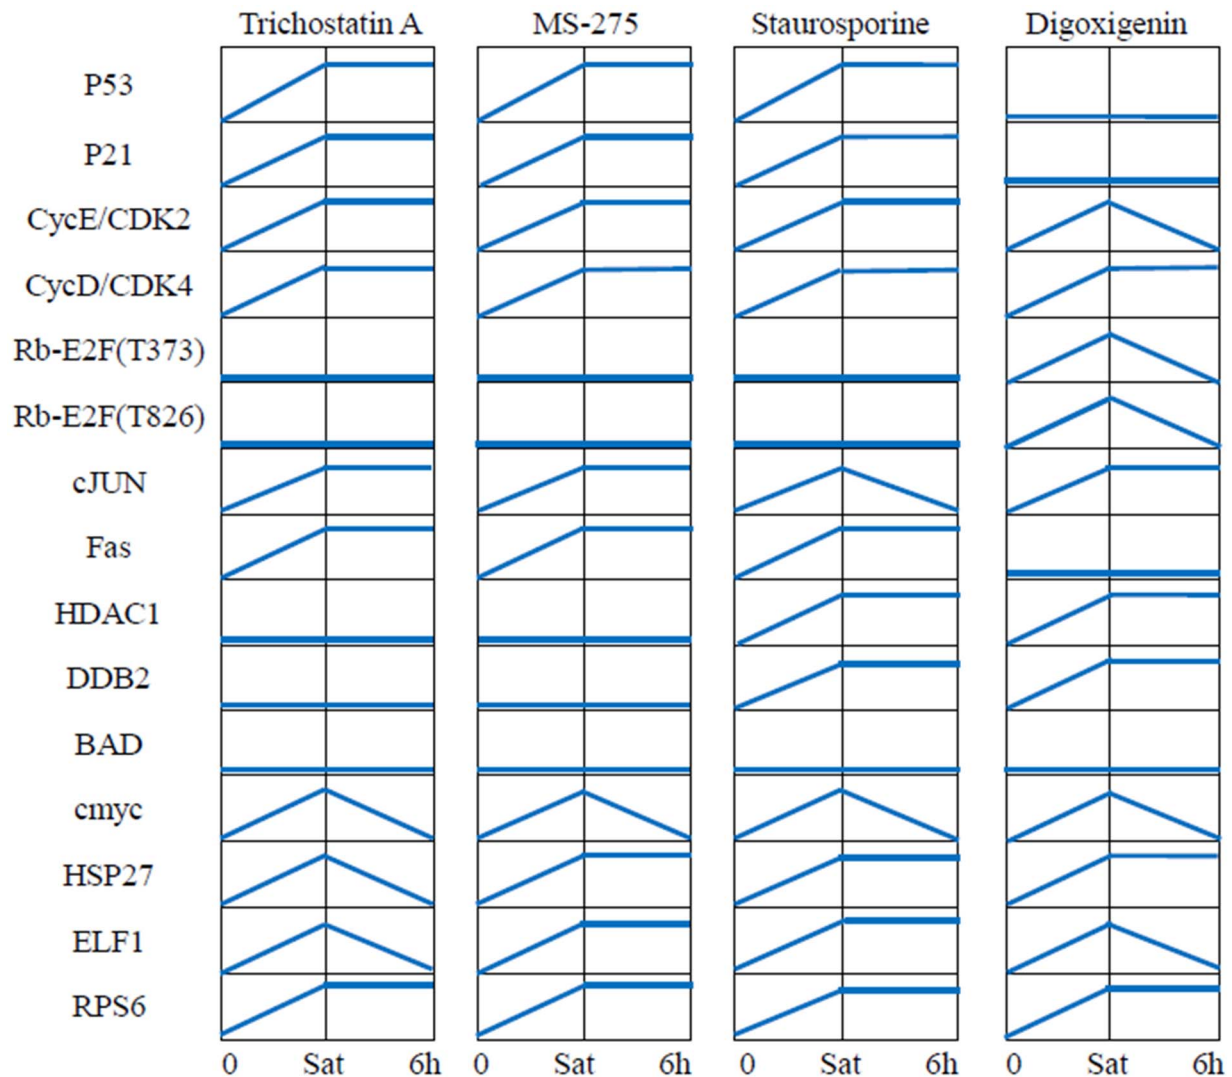 Trichostatin A MS-275 Staurosporine Digoxigenin
P53
P21
CycE/CDK2
CycD/CDK4
Rb-E2F(T373)
Rb-E2F(T826)
cJUN
Fas
HDAC1
DDB2
BAD
cmyc
HSP27
ELF1
RPS6
0 Sat 6h 0 Sat 6h 0 Sat 6h 0 Sat 6h